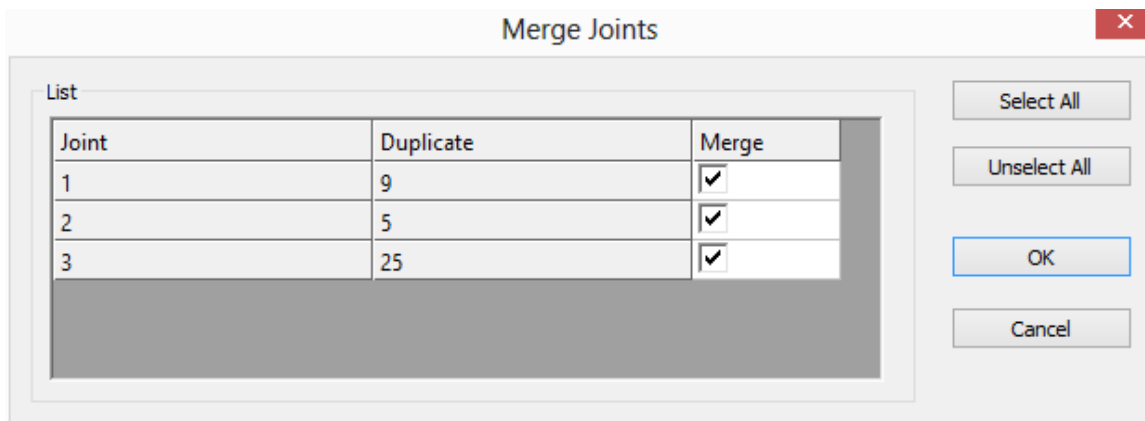 Merge Joints
List
Joint Duplicate Merge
1 9
2 5
3 25
Select All
Unselect All
OK
Cancel